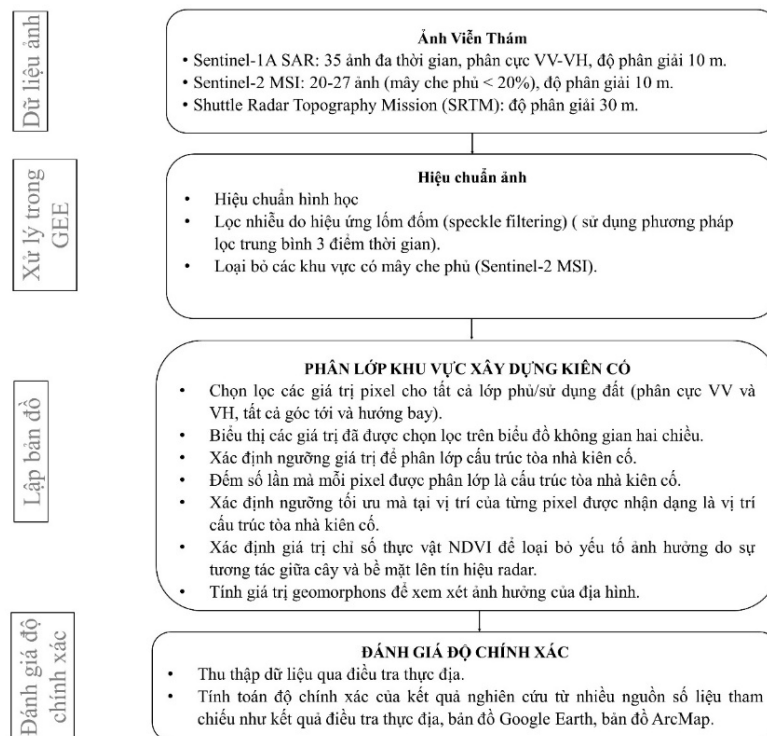 Dữ liệu ảnh
Ảnh Viễn Thám
• Sentinel-1A SAR: 35 ảnh đa thời gian, phân cực VV-VH, độ phân giải 10 m.
• Sentinel-2 MSI: 20-27 ảnh (mây che phủ < 20%), độ phân giải 10 m.
• Shuttle Radar Topography Mission (SRTM): độ phân giải 30 m.
Xử lý trong
GEE
Hiệu chuẩn ảnh
• Hiệu chuẩn hình học
• Lọc nhiễu do hiệu ứng lốm đốm (speckle filtering) ( sử dụng phương pháp
lọc trung bình 3 điểm thời gian).
• Loại bỏ các khu vực có mây che phủ (Sentinel-2 MSI).
Lập bản đồ
PHÂN LỚP KHU VỰC XÂY DỰNG KIÊN CỐ
• Chọn lọc các giá trị pixel cho tất cả lớp phủ/sử dụng đất (phân cực VV và
VH, tất cả góc tới và hướng bay).
• Biểu thị các giá trị đã được chọn lọc trên biểu đồ không gian hai chiều.
• Xác định ngưỡng giá trị để phân lớp cấu trúc tòa nhà kiên cố.
• Đếm số lần mà mỗi pixel được phân lớp là cấu trúc tòa nhà kiên cố.
• Xác định ngưỡng tối ưu mà tại vị trí của từng pixel được nhận dạng là vị trí
cấu trúc tòa nhà kiên cố.
• Xác định giá trị chỉ số thực vật NDVI để loại bỏ yếu tố ảnh hưởng do sự
tương tác giữa cây và bề mặt lên tín hiệu radar.
• Tính giá trị geomorphons để xem xét ảnh hưởng của địa hình.
Đánh giá độ
chính xác
ĐÁNH GIÁ ĐỘ CHÍNH XÁC
• Thu thập dữ liệu qua điều tra thực địa.
• Tính toán độ chính xác của kết quả nghiên cứu từ nhiều nguồn số liệu tham
chiếu như kết quả điều tra thực địa, bản đồ Google Earth, bản đồ ArcMap.